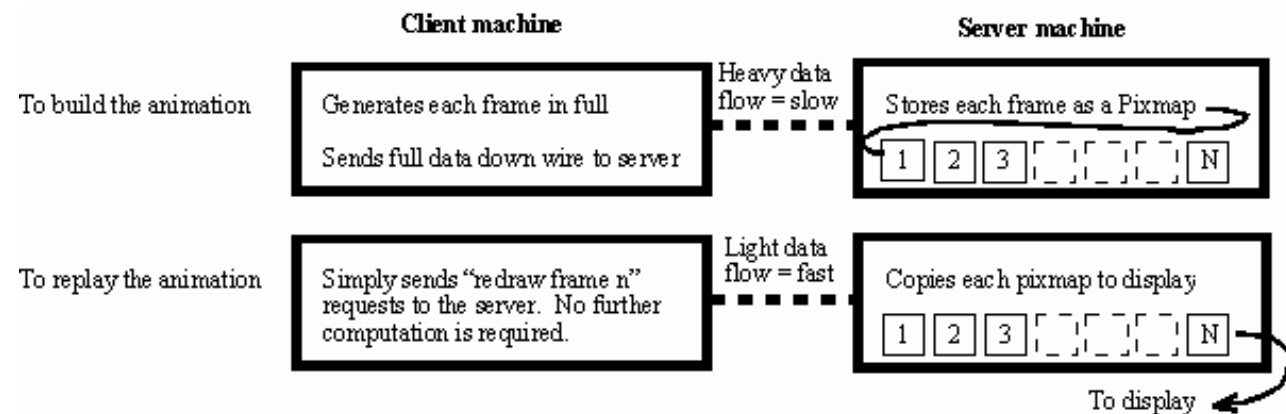 Client machine
Server machine
To build the animation
Generates each frame in full
Sends full data down wire to server
Heavy data
flow = slow
Stores each frame as a Pixmap
1 2 3 N
To replay the animation
Simply sends “redraw frame n”
requests to the server. No further
computation is required.
Light data
flow = fast
Copies each pixmap to display
1 2 3 N
To display